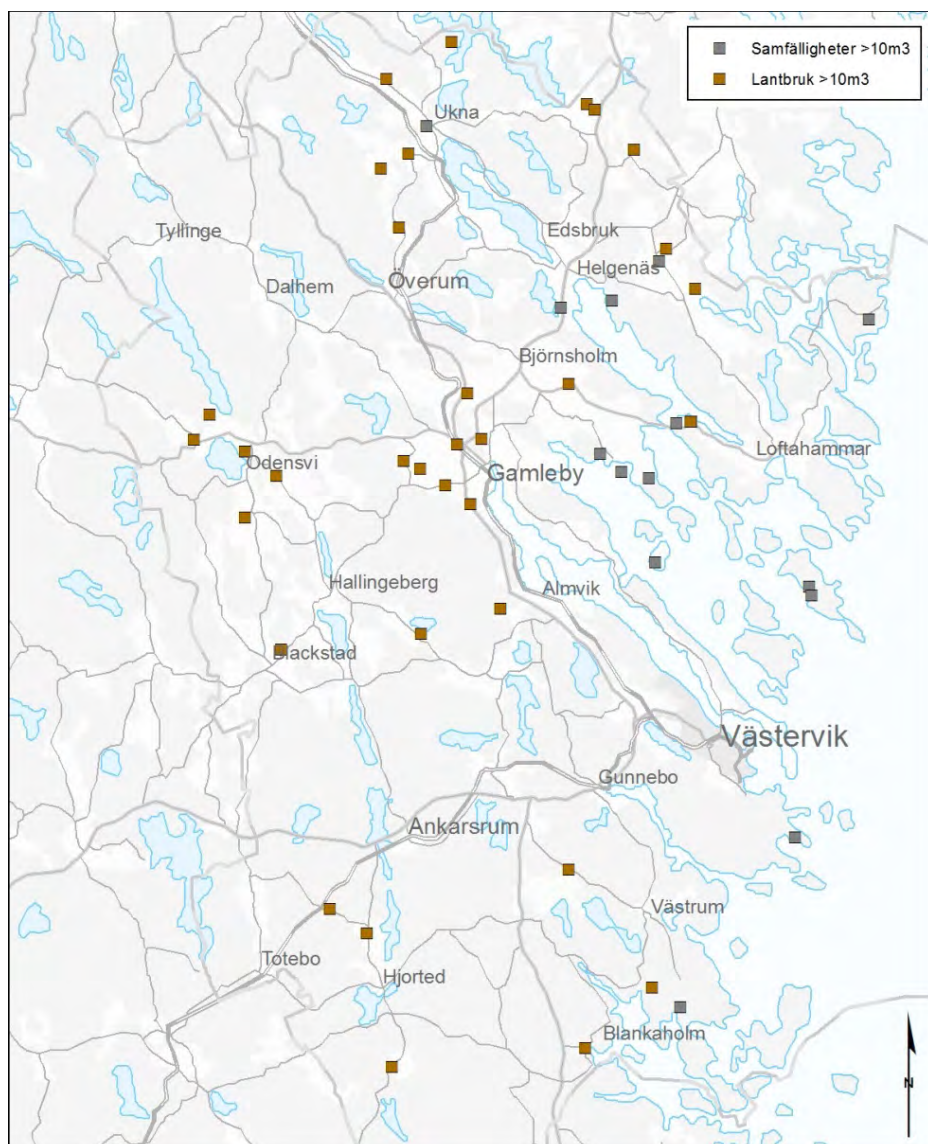 Samfälligheter >10m3
Lantbruk >10m3
Ukna
Tyllinge
Edsbruk
Helgenäs
Dalhem
Överum
Björnsholm
Loftahammar
Odensvi
Gamleby
Hallingeberg
Almvik
Blackstad
Västervik
Gunnebo
Ankarsrum
Västrum
Totebo
Hjorted
Blankaholm
N